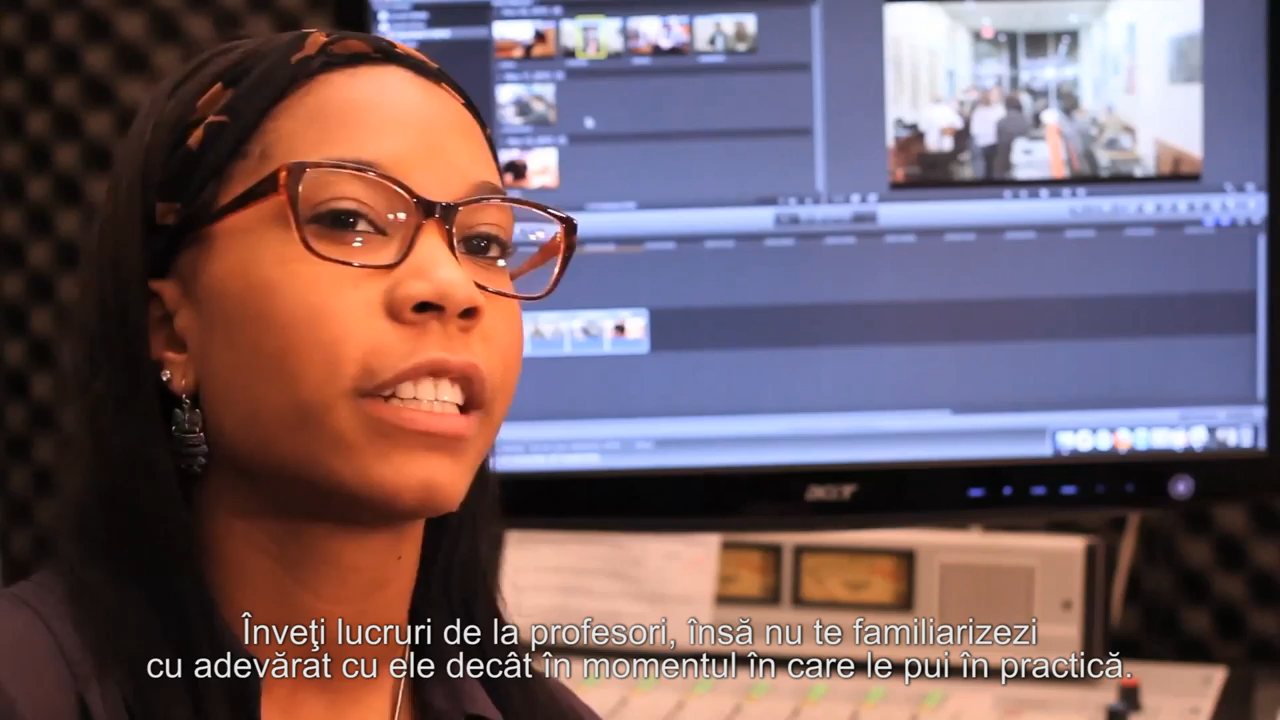 acer
Înveţi lucruri de la profesori, însă nu te familiarizezi
cu adevărat cu ele decât în momentul în care le pui în practică.